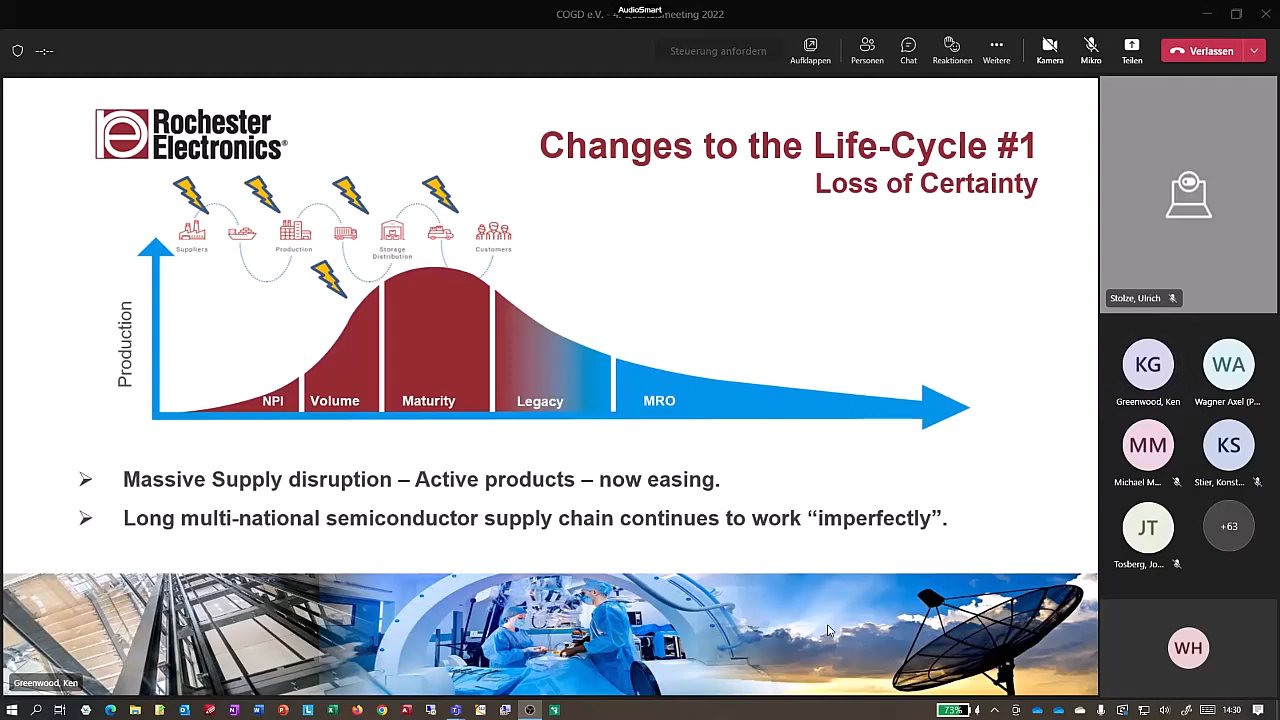 AudioSmart
COGD e.V. - 4. Quartalsmeeting 2022
--:--
Steuerung anfordern
Aufklappen
Personen
Chat
Reaktionen
Weitere
Kamera
Mikro
Teilen
Verlassen
Rochester
Electronics®
Changes to the Life-Cycle #1
Loss of Certainty
Suppliers
Production
Storage
Distribution
Customers
Production
NPI
Volume
Maturity
Legacy
MRO
➢ Massive Supply disruption – Active products – now easing.
➢ Long multi-national semiconductor supply chain continues to work “imperfectly”.
Greenwood, Ken
Stolze, Ulrich
KG
WA
Greenwood, Ken
Wagner Axel (P...
MM
KS
Michael M...
Stier, Konst...
JT
+63
Tosberg, Jo...
WH
73%
14:30